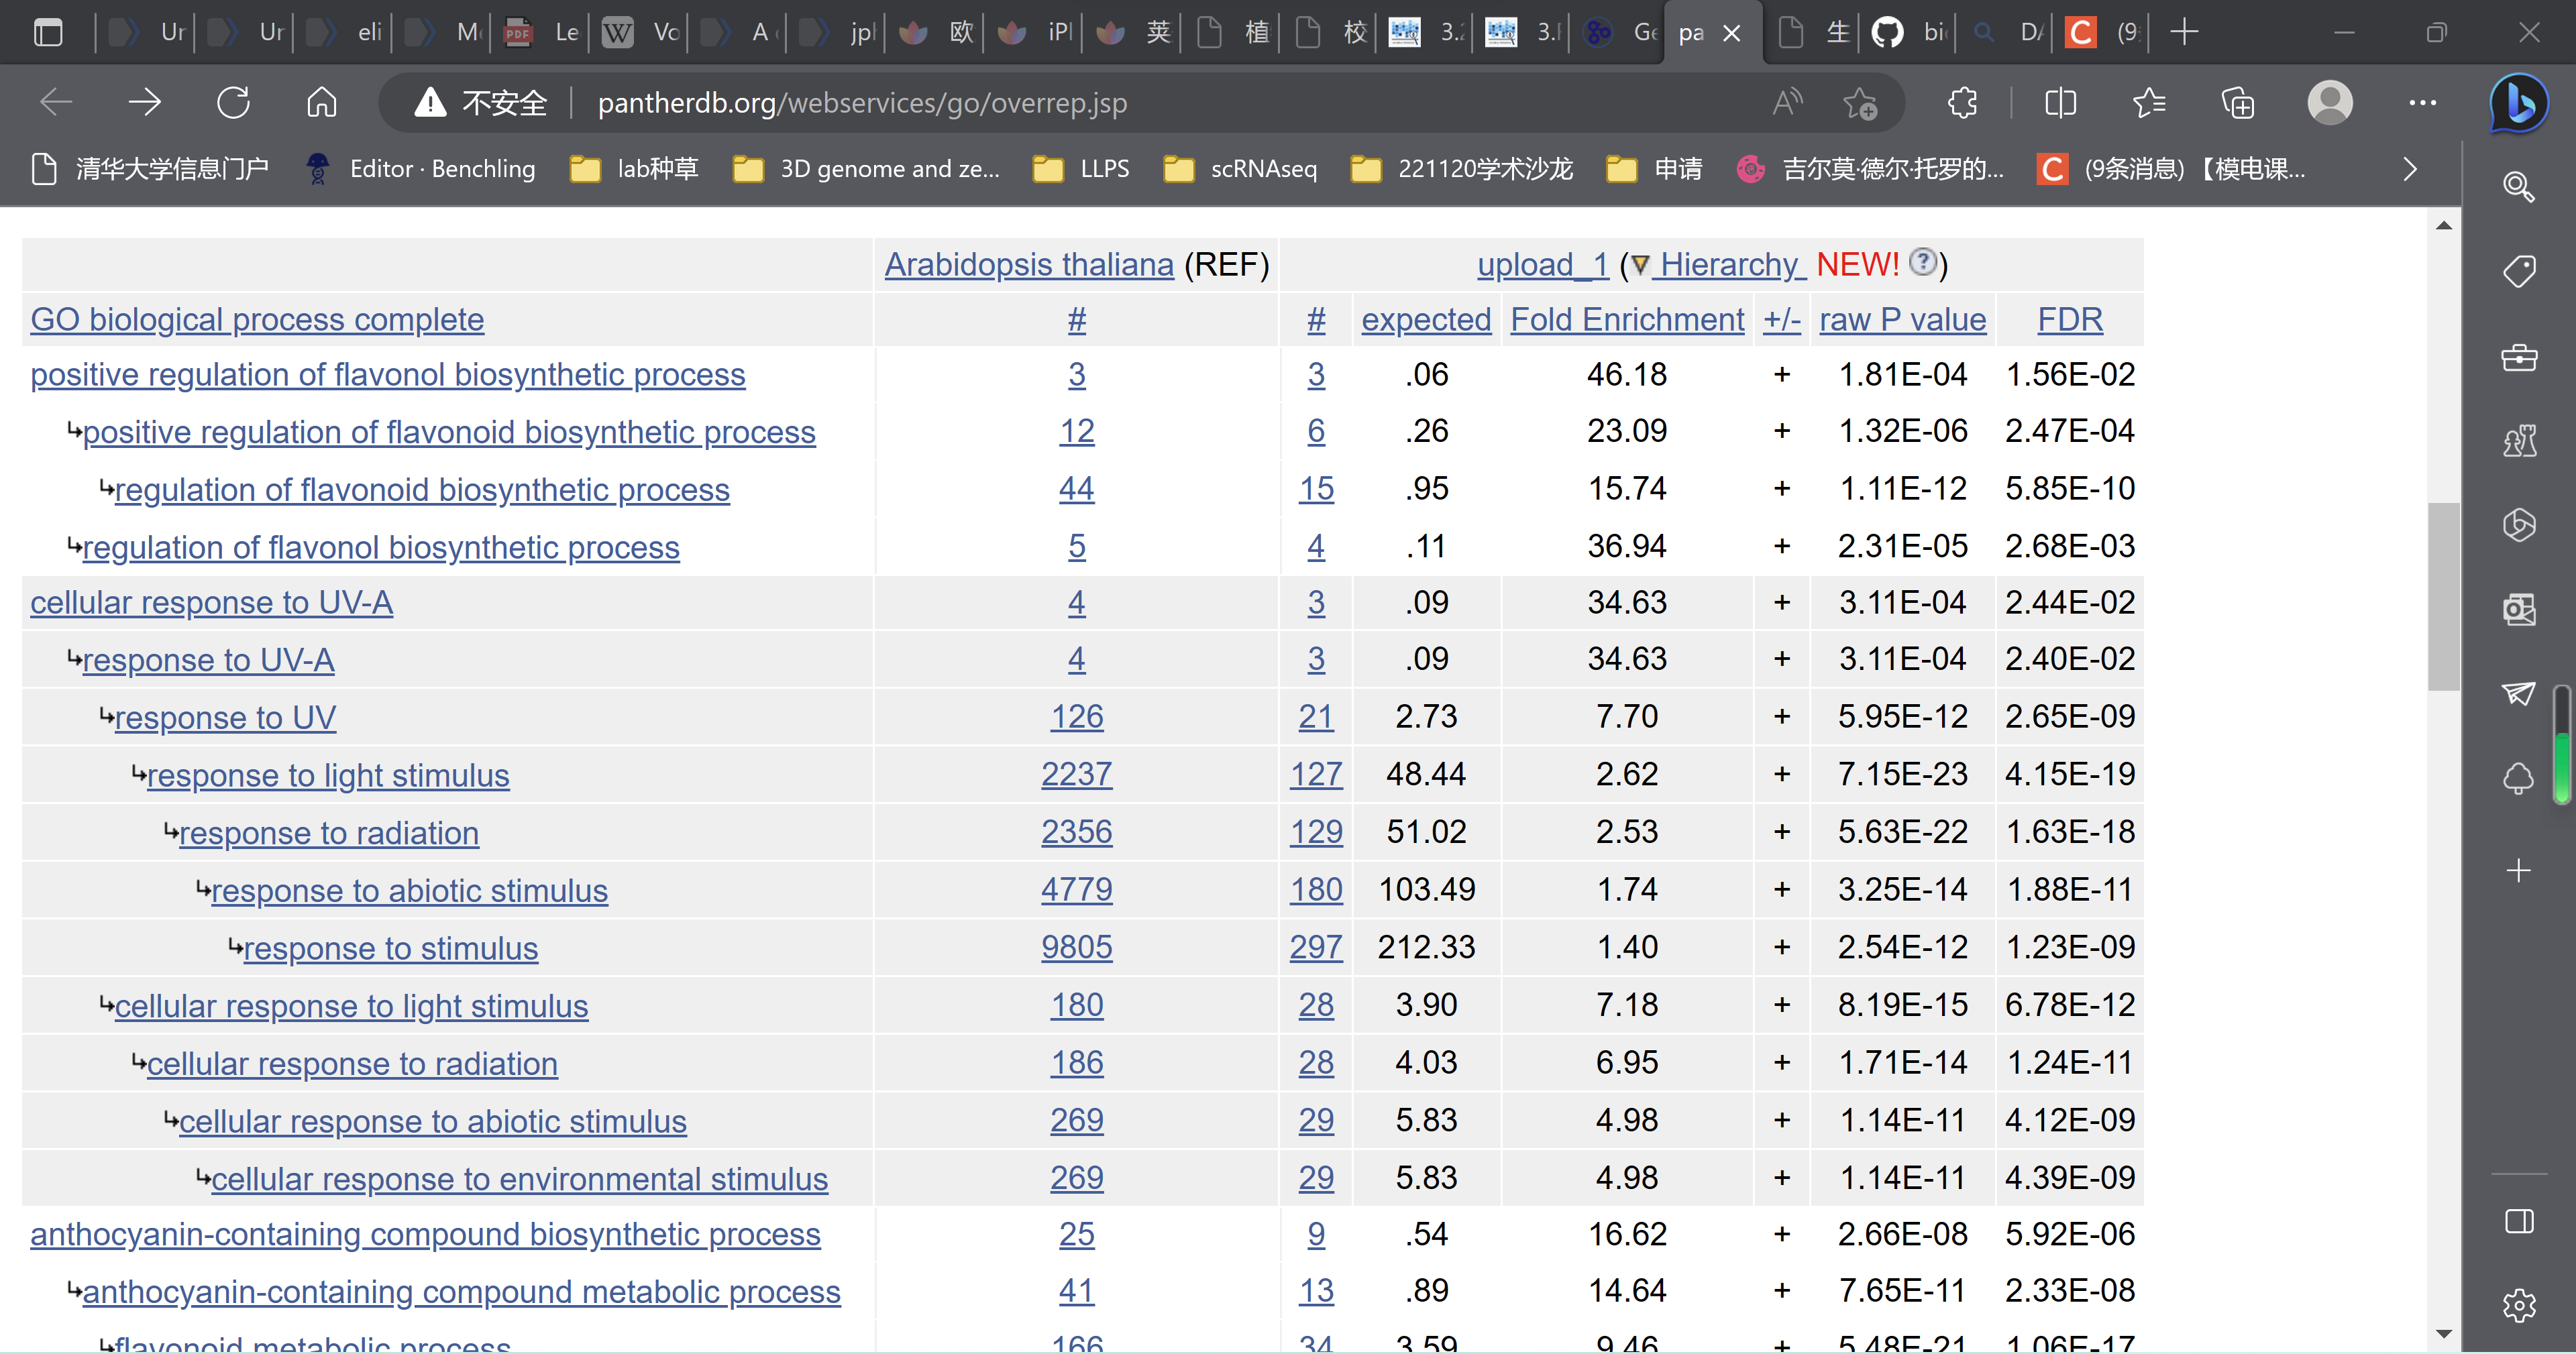 Ur Ur eli Le Vc A jpl 欧 iPl 莱 植 校 3. 3. Ge pa 生 bi D (9
不安全 pantherdb.org/webservices/go/overrep.jsp
清华大学信息门户 Editor · Benchling lab种草 3D genome and ze... LLPS scRNAseq 221120学术沙龙 申请 吉尔莫·德尔·托罗的... (9条消息) 【模电课...
Arabidopsis thaliana (REF) upload_1 (▼ Hierarchy NEW! ?)
GO biological process complete # # expected Fold Enrichment +/- raw P value FDR
positive regulation of flavonol biosynthetic process 3 3 .06 46.18 + 1.81E-04 1.56E-02
↳positive regulation of flavonoid biosynthetic process 12 6 .26 23.09 + 1.32E-06 2.47E-04
↳regulation of flavonoid biosynthetic process 44 15 .95 15.74 + 1.11E-12 5.85E-10
↳regulation of flavonol biosynthetic process 5 4 .11 36.94 + 2.31E-05 2.68E-03
cellular response to UV-A 4 3 .09 34.63 + 3.11E-04 2.44E-02
↳response to UV-A 4 3 .09 34.63 + 3.11E-04 2.40E-02
↳response to UV 126 21 2.73 7.70 + 5.95E-12 2.65E-09
↳response to light stimulus 2237 127 48.44 2.62 + 7.15E-23 4.15E-19
↳response to radiation 2356 129 51.02 2.53 + 5.63E-22 1.63E-18
↳response to abiotic stimulus 4779 180 103.49 1.74 + 3.25E-14 1.88E-11
↳response to stimulus 9805 297 212.33 1.40 + 2.54E-12 1.23E-09
↳cellular response to light stimulus 180 28 3.90 7.18 + 8.19E-15 6.78E-12
↳cellular response to radiation 186 28 4.03 6.95 + 1.71E-14 1.24E-11
↳cellular response to abiotic stimulus 269 29 5.83 4.98 + 1.14E-11 4.12E-09
↳cellular response to environmental stimulus 269 29 5.83 4.98 + 1.14E-11 4.39E-09
anthocyanin-containing compound biosynthetic process 25 9 .54 16.62 + 2.66E-08 5.92E-06
↳anthocyanin-containing compound metabolic process 41 13 .89 14.64 + 7.65E-11 2.33E-08
↳flavonoid metabolic process 166 34 3.59 9.46 + 5.48E-21 1.06E-17